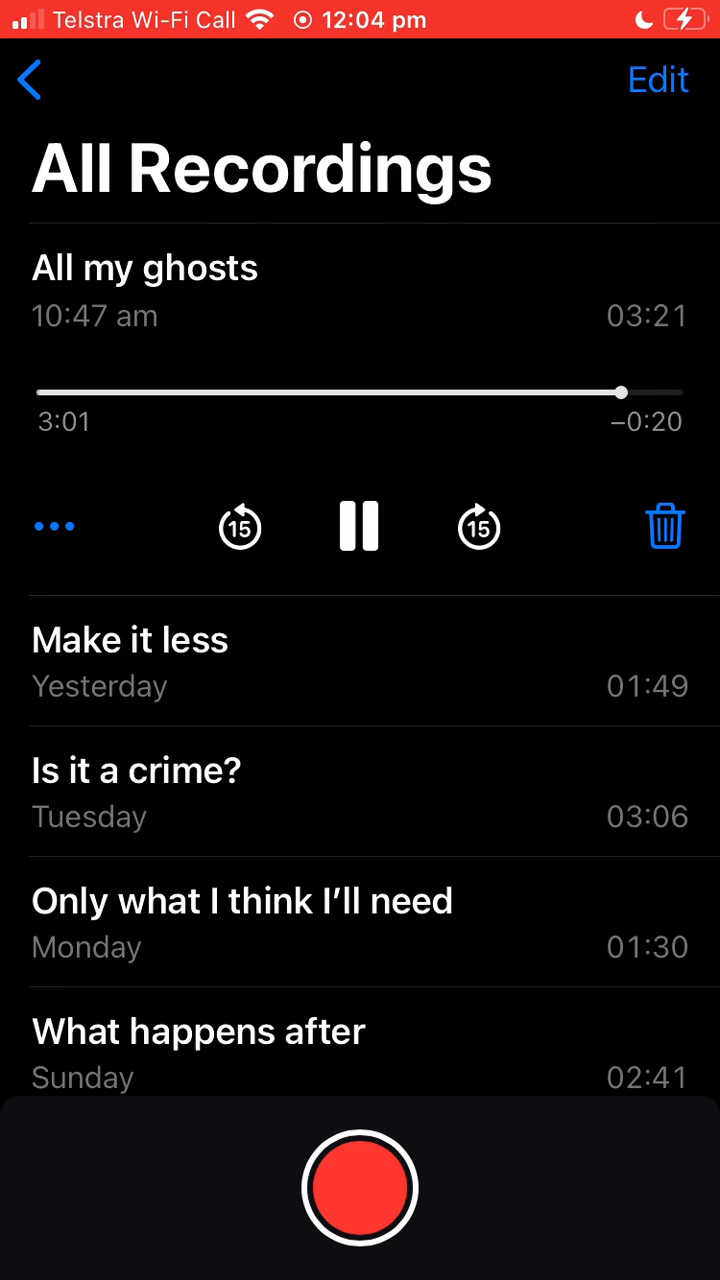 Telstra Wi-Fi Call 12:04 pm
Edit
All Recordings
All my ghosts
10:47 am 03:21
3:01 −0:20
15 15
Make it less
Yesterday 01:49
Is it a crime?
Tuesday 03:06
Only what I think I’ll need
Monday 01:30
What happens after
Sunday 02:41